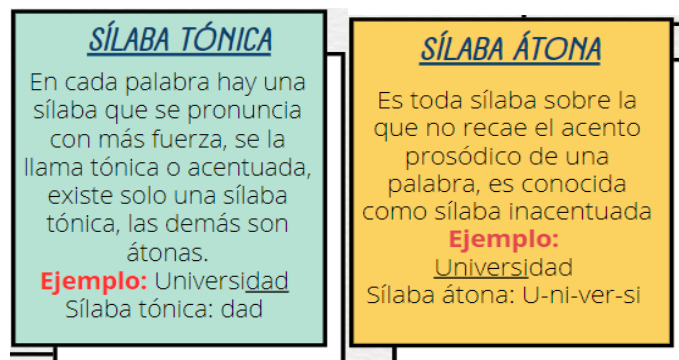 SÍLABA TÓNICA
En cada palabra hay una
sílaba que se pronuncia
con más fuerza, se la
llama tónica o acentuada,
existe solo una sílaba
tónica, las demás son
átonas.
Ejemplo: Universidad
Sílaba tónica: dad
SÍLABA ÁTONA
Es toda sílaba sobre la
que no recae el acento
prosódico de una
palabra, es conocida
como sílaba inacentuada
Ejemplo:
Universidad
Sílaba átona: U-ni-ver-si